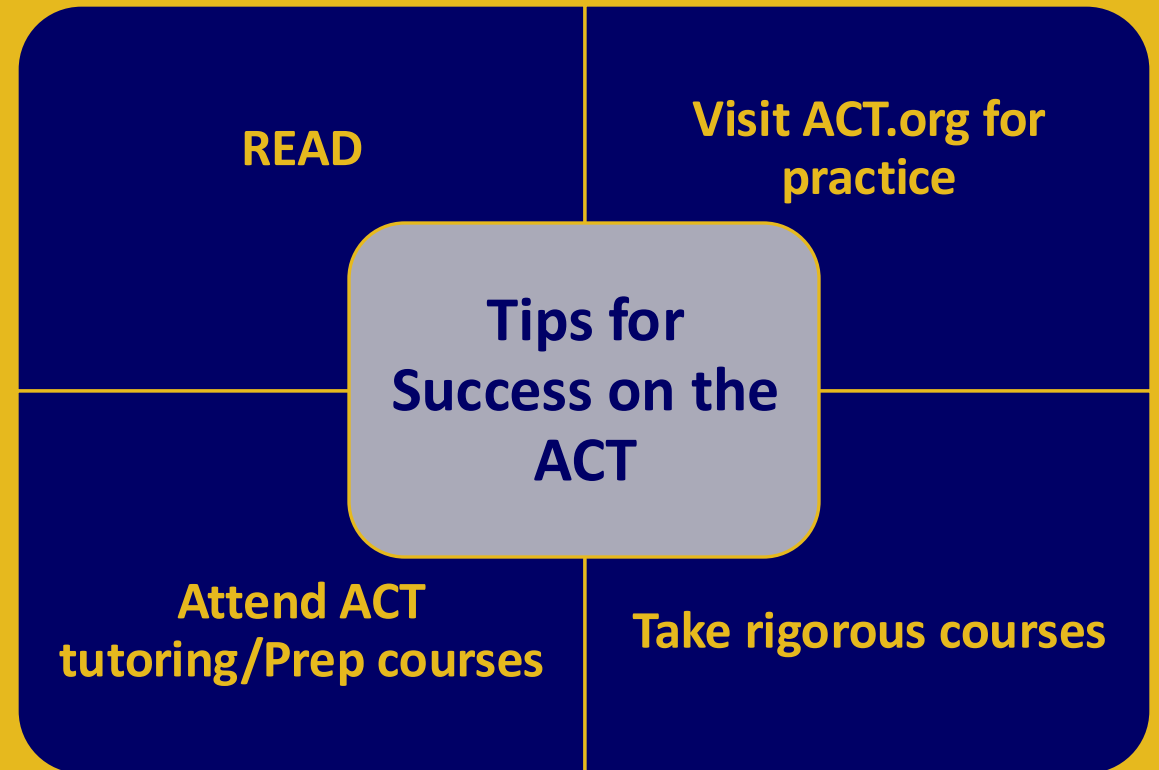 READ
Visit ACT.org for
practice
Tips for
Success on the
ACT
Attend ACT
tutoring/Prep courses
Take rigorous courses